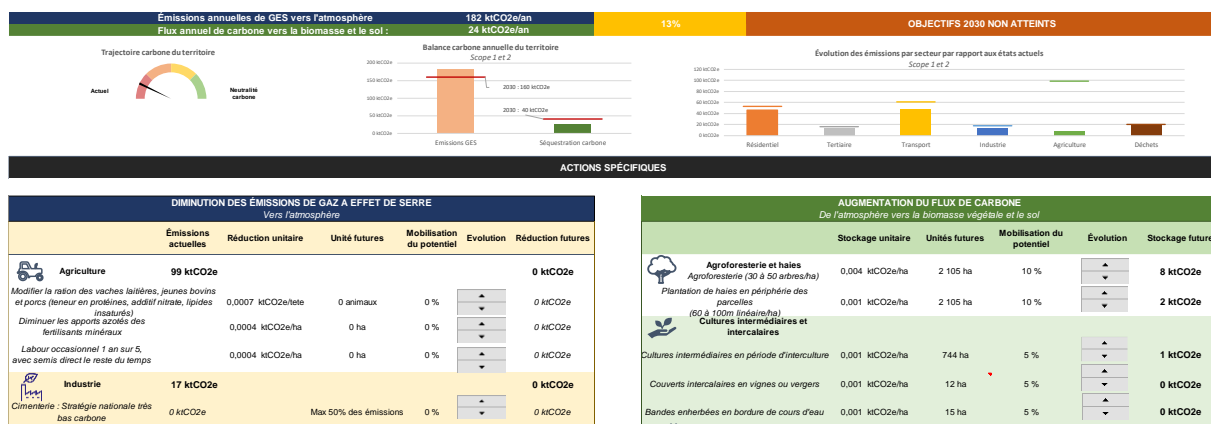 Émissions annuelles de GES vers l'atmosphère 182 ktCO2e/an
Flux annuel de carbone vers la biomasse et le sol : 24 ktCO2e/an
13%
OBJECTIFS 2030 NON ATTEINTS
Trajectoire carbone du territoire
Actuel
Neutralité
carbone
Balance carbone annuelle du territoire
Scope 1 et 2
200 ktCO2e
150 ktCO2e
100 ktCO2e
50 ktCO2e
0 ktCO2e
2030 : 160 ktCO2e
2030 : 40 ktCO2e
Emissions GES
Séquestration carbone
Évolution des émissions par secteur par rapport aux états actuels
Scope 1 et 2
120 ktCO2e
100 ktCO2e
80 ktCO2e
60 ktCO2e
40 ktCO2e
20 ktCO2e
0 ktCO2e
Résidentiel
Tertiaire
Transport
Industrie
Agriculture
Déchets
ACTIONS SPÉCIFIQUES
DIMINUTION DES ÉMISSIONS DE GAZ A EFFET DE SERRE
Vers l'atmosphère
Émissions actuelles Réduction unitaire Unité futures Mobilisation du potentiel Evolution Réduction futures
Agriculture 99 ktCO2e 0 ktCO2e
Modifier la ration des vaches laitières, jeunes bovins
et porcs (teneur en protéines, additif nitrate, lipides
insaturés)
0,0007 ktCO2e/tete 0 animaux 0 % 0 ktCO2e
Diminuer les apports azotés des
fertilisants minéraux
0,0004 ktCO2e/ha 0 ha 0 % 0 ktCO2e
Labour occasionnel 1 an sur 5,
avec semis direct le reste du temps
0,0004 ktCO2e/ha 0 ha 0 % 0 ktCO2e
Industrie 17 ktCO2e 0 ktCO2e
Cimenterie : Stratégie nationale très
bas carbone
0 ktCO2e Max 50% des émissions 0 % 0 ktCO2e
AUGMENTATION DU FLUX DE CARBONE
De l'atmosphère vers la biomasse végétale et le sol
Stockage unitaire Unités futures Mobilisation du potentiel Évolution Stockage future
Agroforesterie et haies
Agroforesterie (30 à 50 arbres/ha)
0,004 ktCO2e/ha 2 105 ha 10 % 8 ktCO2e
Plantation de haies en périphérie des
parcelles
(60 à 100m linéaire/ha)
0,001 ktCO2e/ha 2 105 ha 10 % 2 ktCO2e
Cultures intermédiaires et
intercalaires
Cultures intermédiaires en période d'interculture 0,001 ktCO2e/ha 744 ha 5 % 1 ktCO2e
Couverts intercalaires en vignes ou vergers 0,001 ktCO2e/ha 12 ha 5 % 0 ktCO2e
Bandes enherbées en bordure de cours d'eau 0,001 ktCO2e/ha 15 ha 5 % 0 ktCO2e